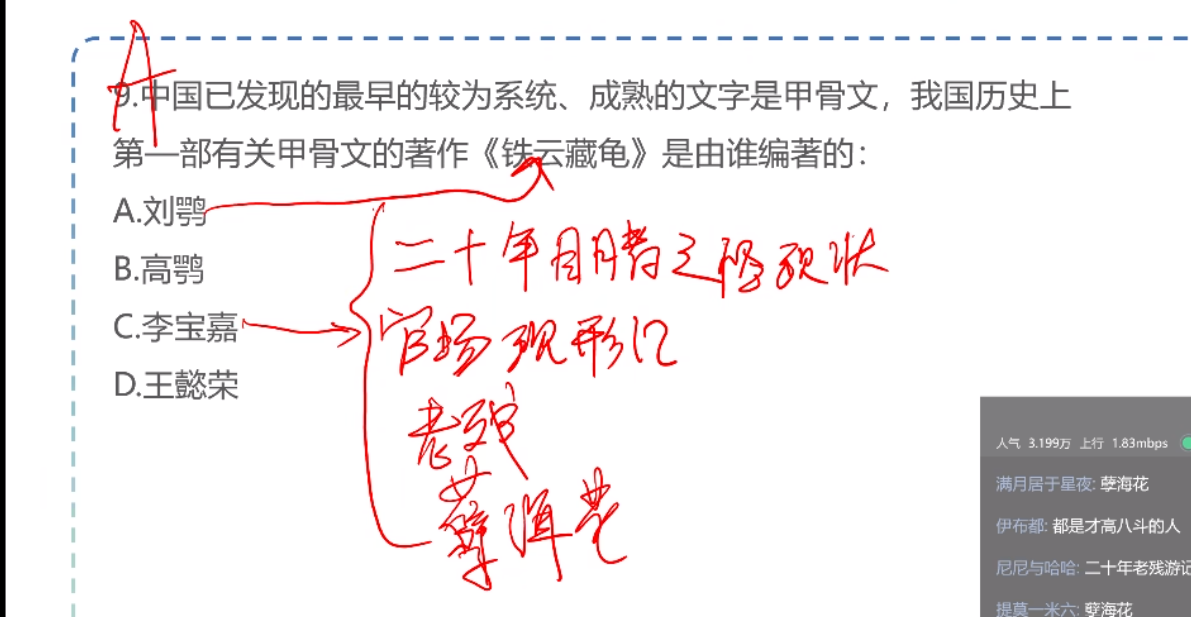 A
9.中国已发现的最早的较为系统、成熟的文字是甲骨文，我国历史上
第一部有关甲骨文的著作《铁云藏龟》是由谁编著的：
A.刘鹗
B.高鹗
C.李宝嘉
D.王懿荣
二十年目睹之怪现状
官场现形记
老残
孽海花
人气 3.199万 上行 1.83mbps
满月居于星夜: 孽海花
伊布都: 都是才高八斗的人
尼尼与哈哈: 二十年老残游记
提莫一米六: 孽海花